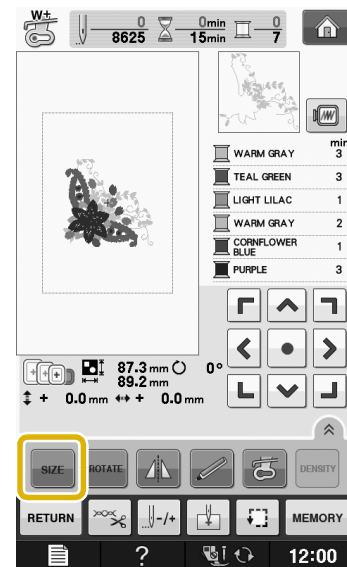 W+
0
8625
0min
15min
0
7
min
WARM GRAY 3
TEAL GREEN 3
LIGHT LILAC 1
WARM GRAY 2
CORNFLOWER BLUE 1
PURPLE 3
87.3 mm 0°
89.2 mm
+ 0.0 mm + 0.0 mm
SIZE ROTATE DENSITY
RETURN -/+ MEMORY
? 12:00